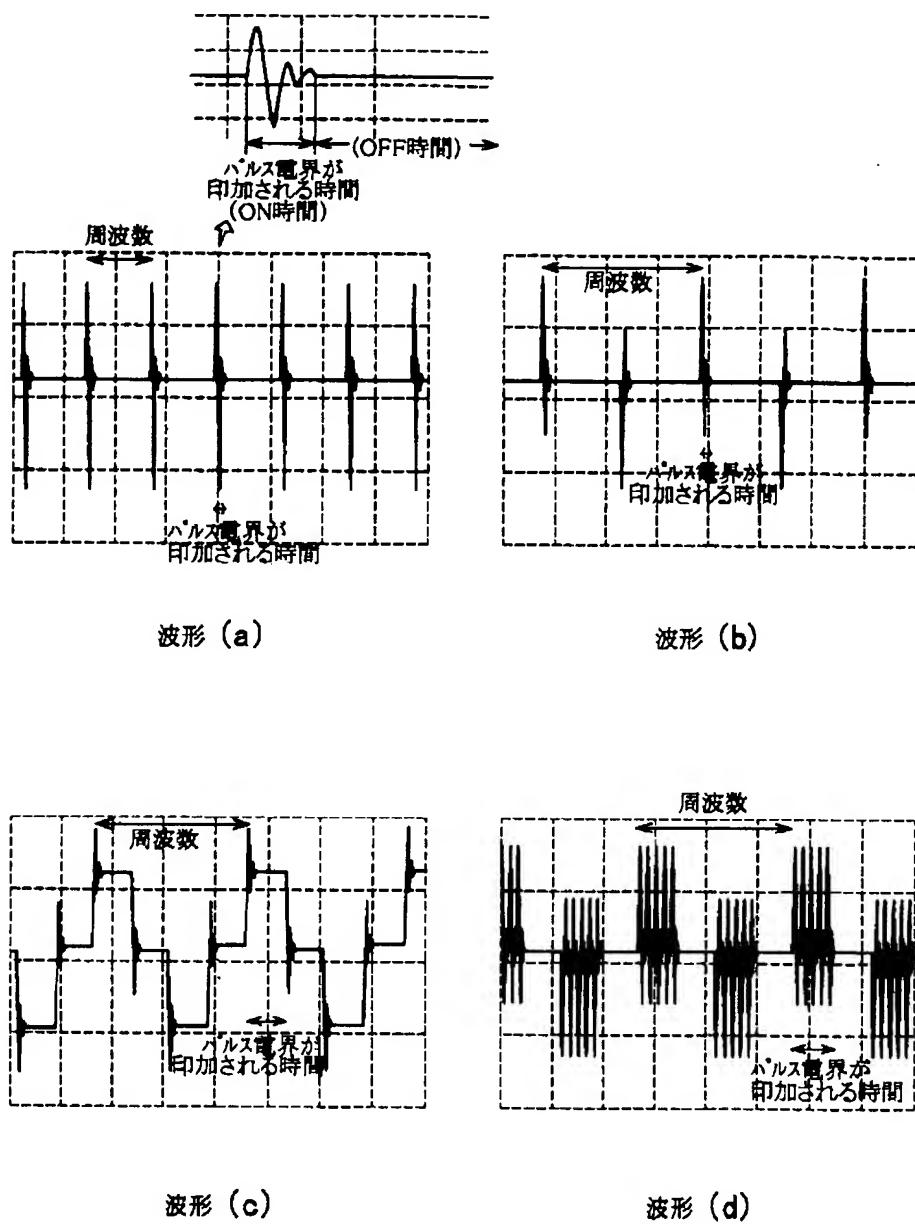 (OFF時間)
パルス電界が
印加される時間
(ON時間)
周波数
パルス電界が
印加される時間
波形 (a)
周波数
パルス電界が
印加される時間
波形 (b)
周波数
パルス電界が
印加される時間
波形 (c)
周波数
パルス電界が
印加される時間
波形 (d)